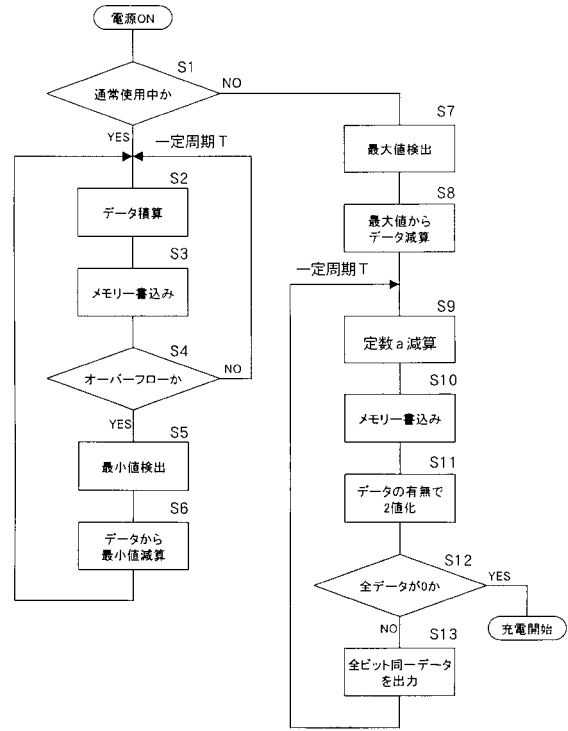 電源ON
S1
通常使用中か
NO
YES
一定周期T
S2
データ積算
S3
メモリー書込み
S4
オーバーフローか
NO
YES
S5
最小値検出
S6
データから
最小値減算
S7
最大値検出
S8
最大値から
データ減算
一定周期T
S9
定数a減算
S10
メモリー書込み
S11
データの有無で
2値化
S12
全データが0か
YES
充電開始
NO
S13
全ビット同一データ
を出力